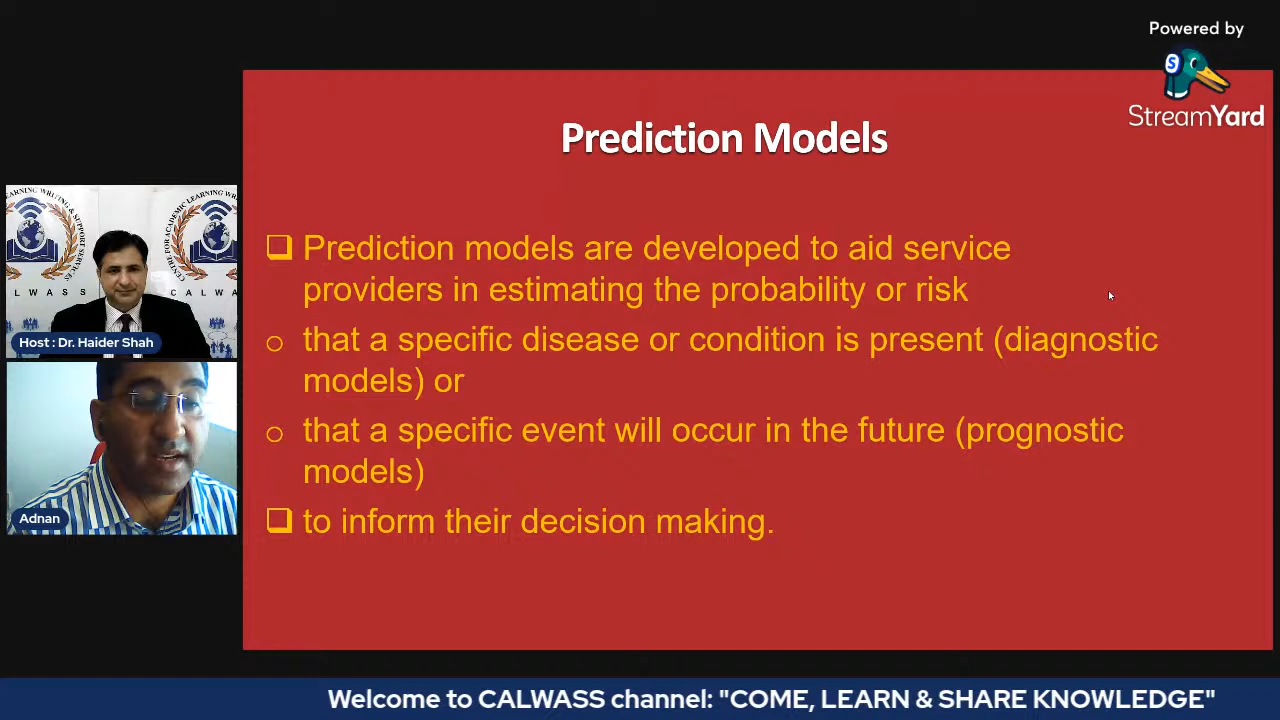 Powered by
StreamYard
Prediction Models
Prediction models are developed to aid service
providers in estimating the probability or risk
that a specific disease or condition is present (diagnostic
models) or
that a specific event will occur in the future (prognostic
models)
to inform their decision making.
CALWASS
Host : Dr. Haider Shah
Adnan
Welcome to CALWASS channel: "COME, LEARN & SHARE KNOWLEDGE"